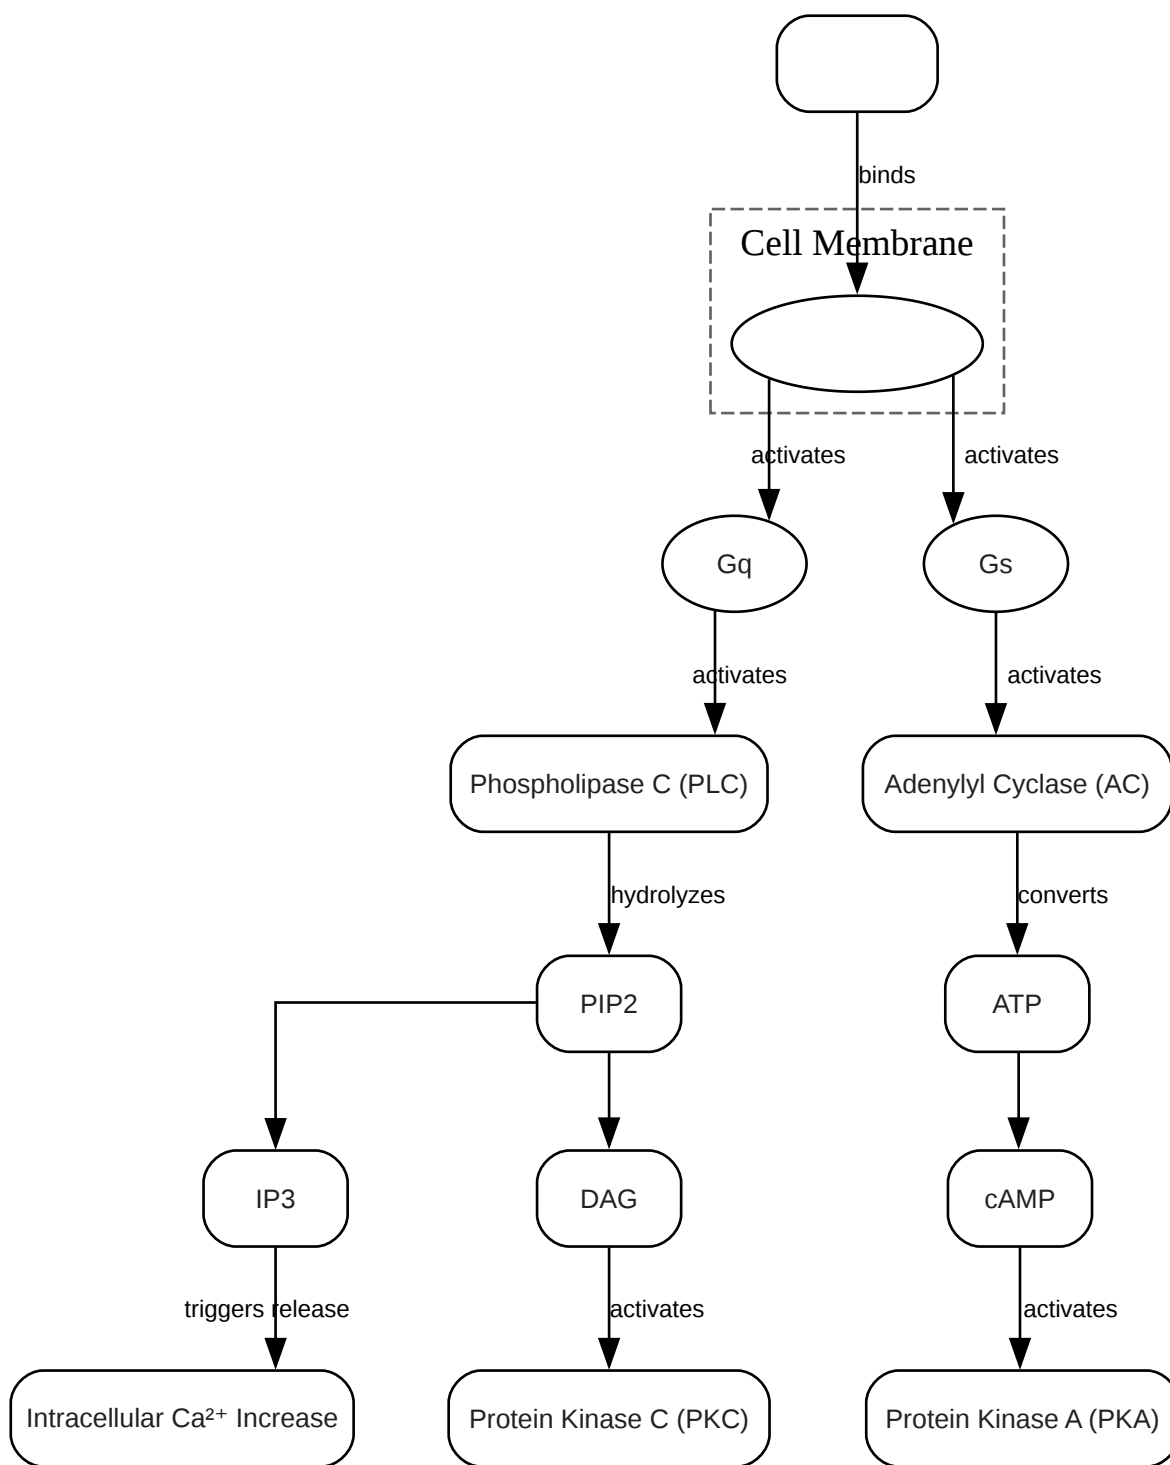 binds
Cell Membrane
activates
activates
Gq
Gs
activates
activates
Phospholipase C (PLC)
Adenylyl Cyclase (AC)
hydrolyzes
converts
PIP2
ATP
IP3
DAG
cAMP
triggers release
activates
activates
Intracellular Ca²⁺ Increase
Protein Kinase C (PKC)
Protein Kinase A (PKA)